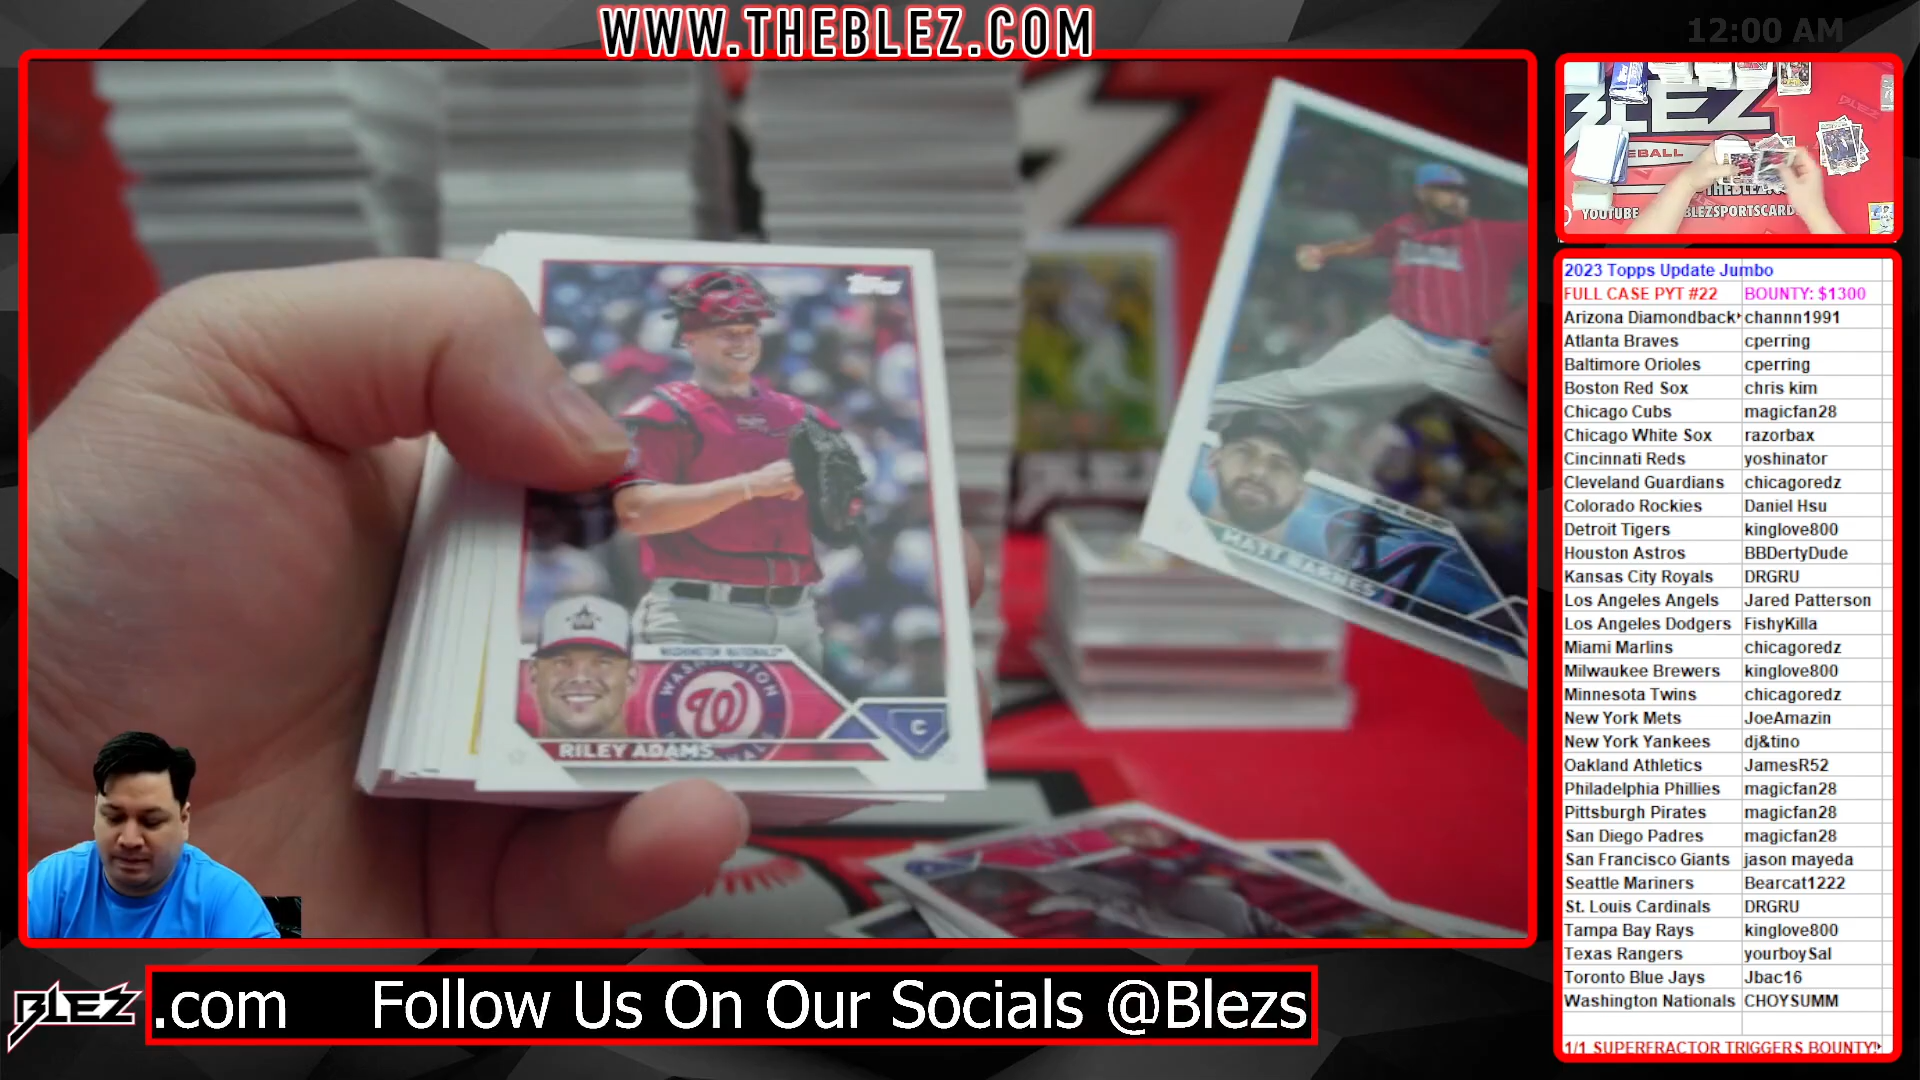 WWW.THEBLEZ.COM
12:00 AM
topps
WASHINGTON NATIONALS
WASHINGTON
W
C
RILEY ADAMS
MATT BARNES
BLEZ
THEBLEZ.C
YOUTUBE
BLEZSPORTSCARD
2023 Topps Update Jumbo
FULL CASE PYT #22 BOUNTY: $1300
Arizona Diamondback channn1991
Atlanta Braves cperring
Baltimore Orioles cperring
Boston Red Sox chris kim
Chicago Cubs magicfan28
Chicago White Sox razorbax
Cincinnati Reds yoshinator
Cleveland Guardians chicagoredz
Colorado Rockies Daniel Hsu
Detroit Tigers kinglove800
Houston Astros BBDertyDude
Kansas City Royals DRGRU
Los Angeles Angels Jared Patterson
Los Angeles Dodgers FishyKilla
Miami Marlins chicagoredz
Milwaukee Brewers kinglove800
Minnesota Twins chicagoredz
New York Mets JoeAmazin
New York Yankees dj&tino
Oakland Athletics JamesR52
Philadelphia Phillies magicfan28
Pittsburgh Pirates magicfan28
San Diego Padres magicfan28
San Francisco Giants jason mayeda
Seattle Mariners Bearcat1222
St. Louis Cardinals DRGRU
Tampa Bay Rays kinglove800
Texas Rangers yourboySal
Toronto Blue Jays Jbac16
Washington Nationals CHOYSUMM
1/1 SUPERFRACTOR TRIGGERS BOUNTY!
BLEZ .com Follow Us On Our Socials @Blezs